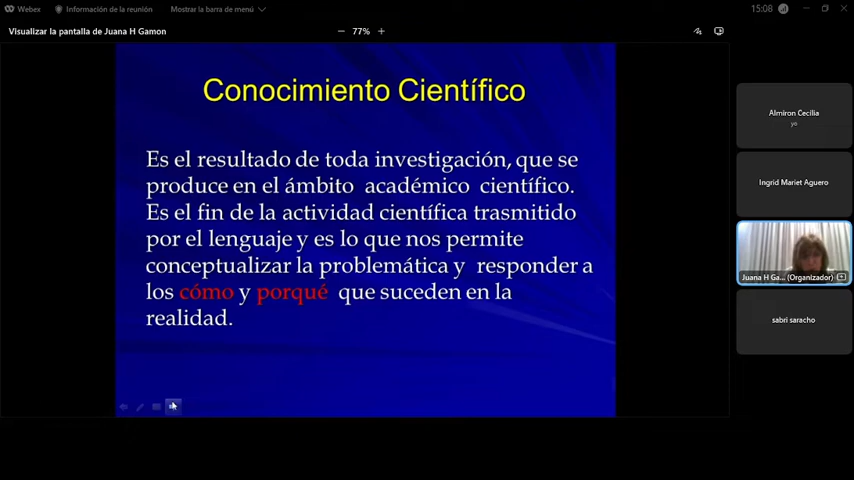 Webex
Información de la reunión
Mostrar la barra de menú
15:08
Visualizar la pantalla de Juana H Gamon
77%
Conocimiento Científico
Es el resultado de toda investigación, que se
produce en el ámbito académico científico.
Es el fin de la actividad científica trasmitido
por el lenguaje y es lo que nos permite
conceptualizar la problemática y responder a
los cómo y porqué que suceden en la
realidad.
Almiron Cecilia
yo
Ingrid Mariet Aguero
Juana H Ga... (Organizador)
sabri saracho